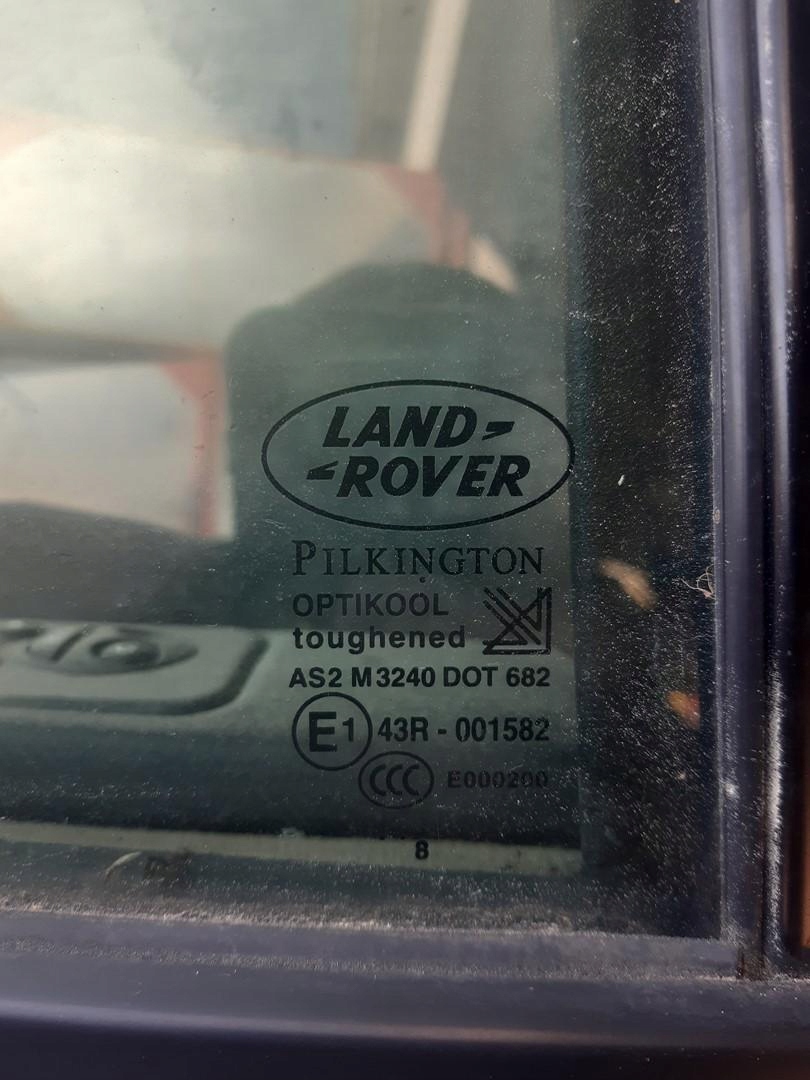 LAND
ROVER
PILKINGTON
OPTIKOOL
toughened
AS2 M3240 DOT 682
E1 43R - 001582
CCC E000200
8